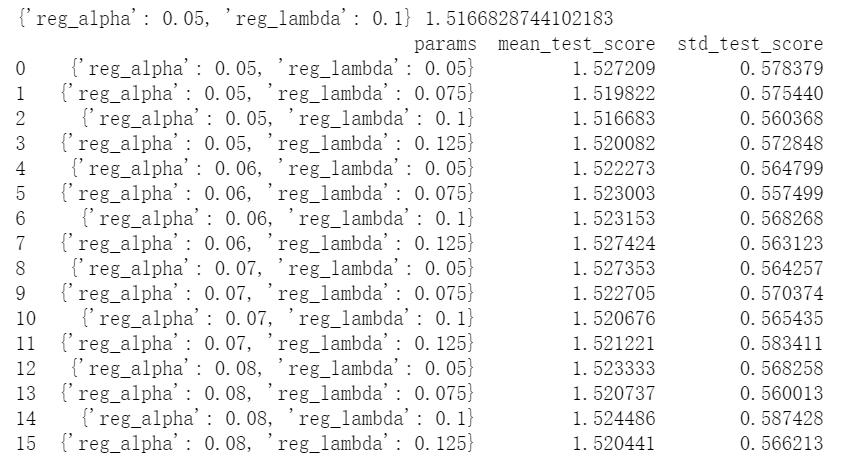 {'reg_alpha': 0.05, 'reg_lambda': 0.1} 1.5166828744102183
params mean_test_score std_test_score
0 {'reg_alpha': 0.05, 'reg_lambda': 0.05} 1.527209 0.578379
1 {'reg_alpha': 0.05, 'reg_lambda': 0.075} 1.519822 0.575440
2 {'reg_alpha': 0.05, 'reg_lambda': 0.1} 1.516683 0.560368
3 {'reg_alpha': 0.05, 'reg_lambda': 0.125} 1.520082 0.572848
4 {'reg_alpha': 0.06, 'reg_lambda': 0.05} 1.522273 0.564799
5 {'reg_alpha': 0.06, 'reg_lambda': 0.075} 1.523003 0.557499
6 {'reg_alpha': 0.06, 'reg_lambda': 0.1} 1.523153 0.568268
7 {'reg_alpha': 0.06, 'reg_lambda': 0.125} 1.527424 0.563123
8 {'reg_alpha': 0.07, 'reg_lambda': 0.05} 1.527353 0.564257
9 {'reg_alpha': 0.07, 'reg_lambda': 0.075} 1.522705 0.570374
10 {'reg_alpha': 0.07, 'reg_lambda': 0.1} 1.520676 0.565435
11 {'reg_alpha': 0.07, 'reg_lambda': 0.125} 1.521221 0.583411
12 {'reg_alpha': 0.08, 'reg_lambda': 0.05} 1.523333 0.568258
13 {'reg_alpha': 0.08, 'reg_lambda': 0.075} 1.520737 0.560013
14 {'reg_alpha': 0.08, 'reg_lambda': 0.1} 1.524486 0.587428
15 {'reg_alpha': 0.08, 'reg_lambda': 0.125} 1.520441 0.566213